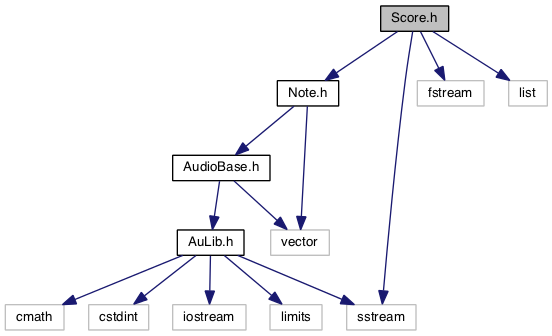 Score.h
Note.h
fstream
list
AudioBase.h
AuLib.h
vector
cmath
cstdint
iostream
limits
sstream